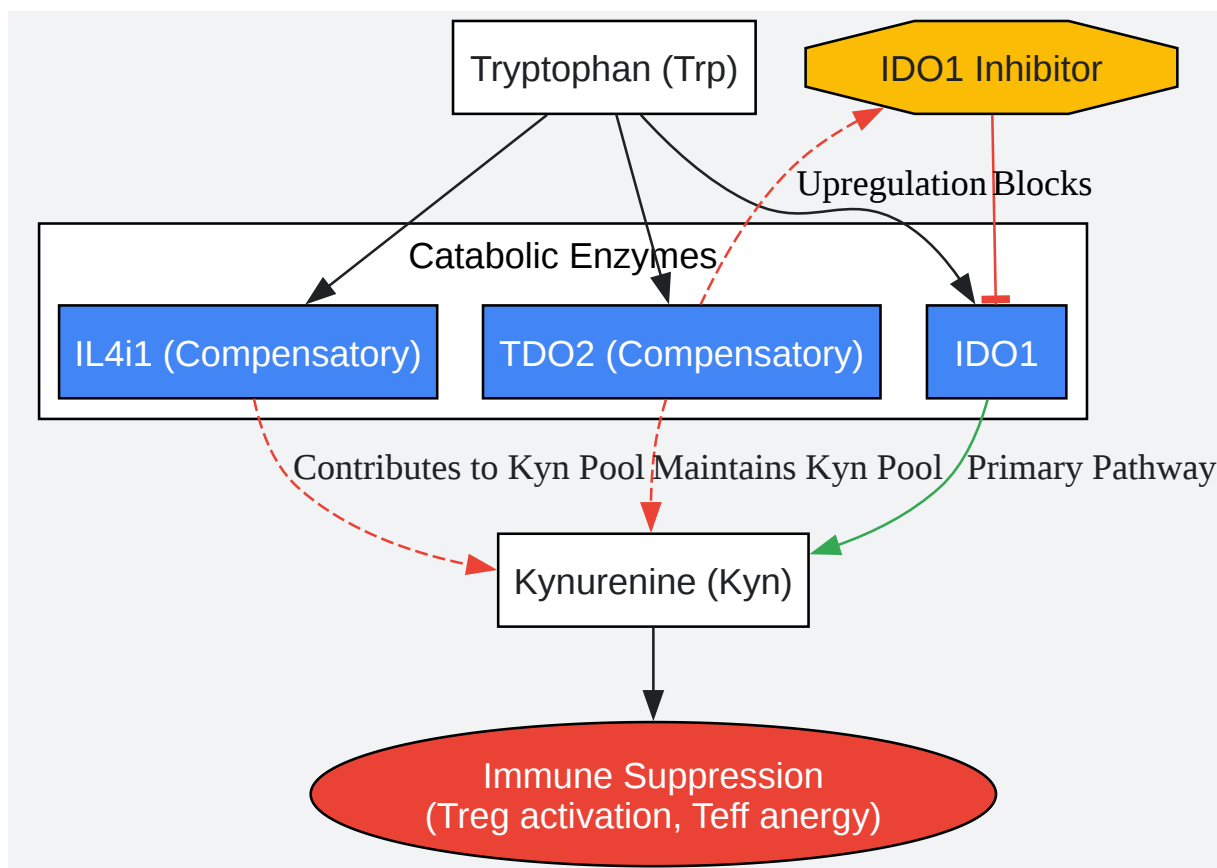 Tryptophan (Trp)
IDO1 Inhibitor
Upregulation
Blocks
Catabolic Enzymes
IL4i1 (Compensatory)
TDO2 (Compensatory)
IDO1
Contributes to Kyn Pool
Maintains Kyn Pool
Primary Pathway
Kynurenine (Kyn)
Immune Suppression
(Treg activation, Teff anergy)